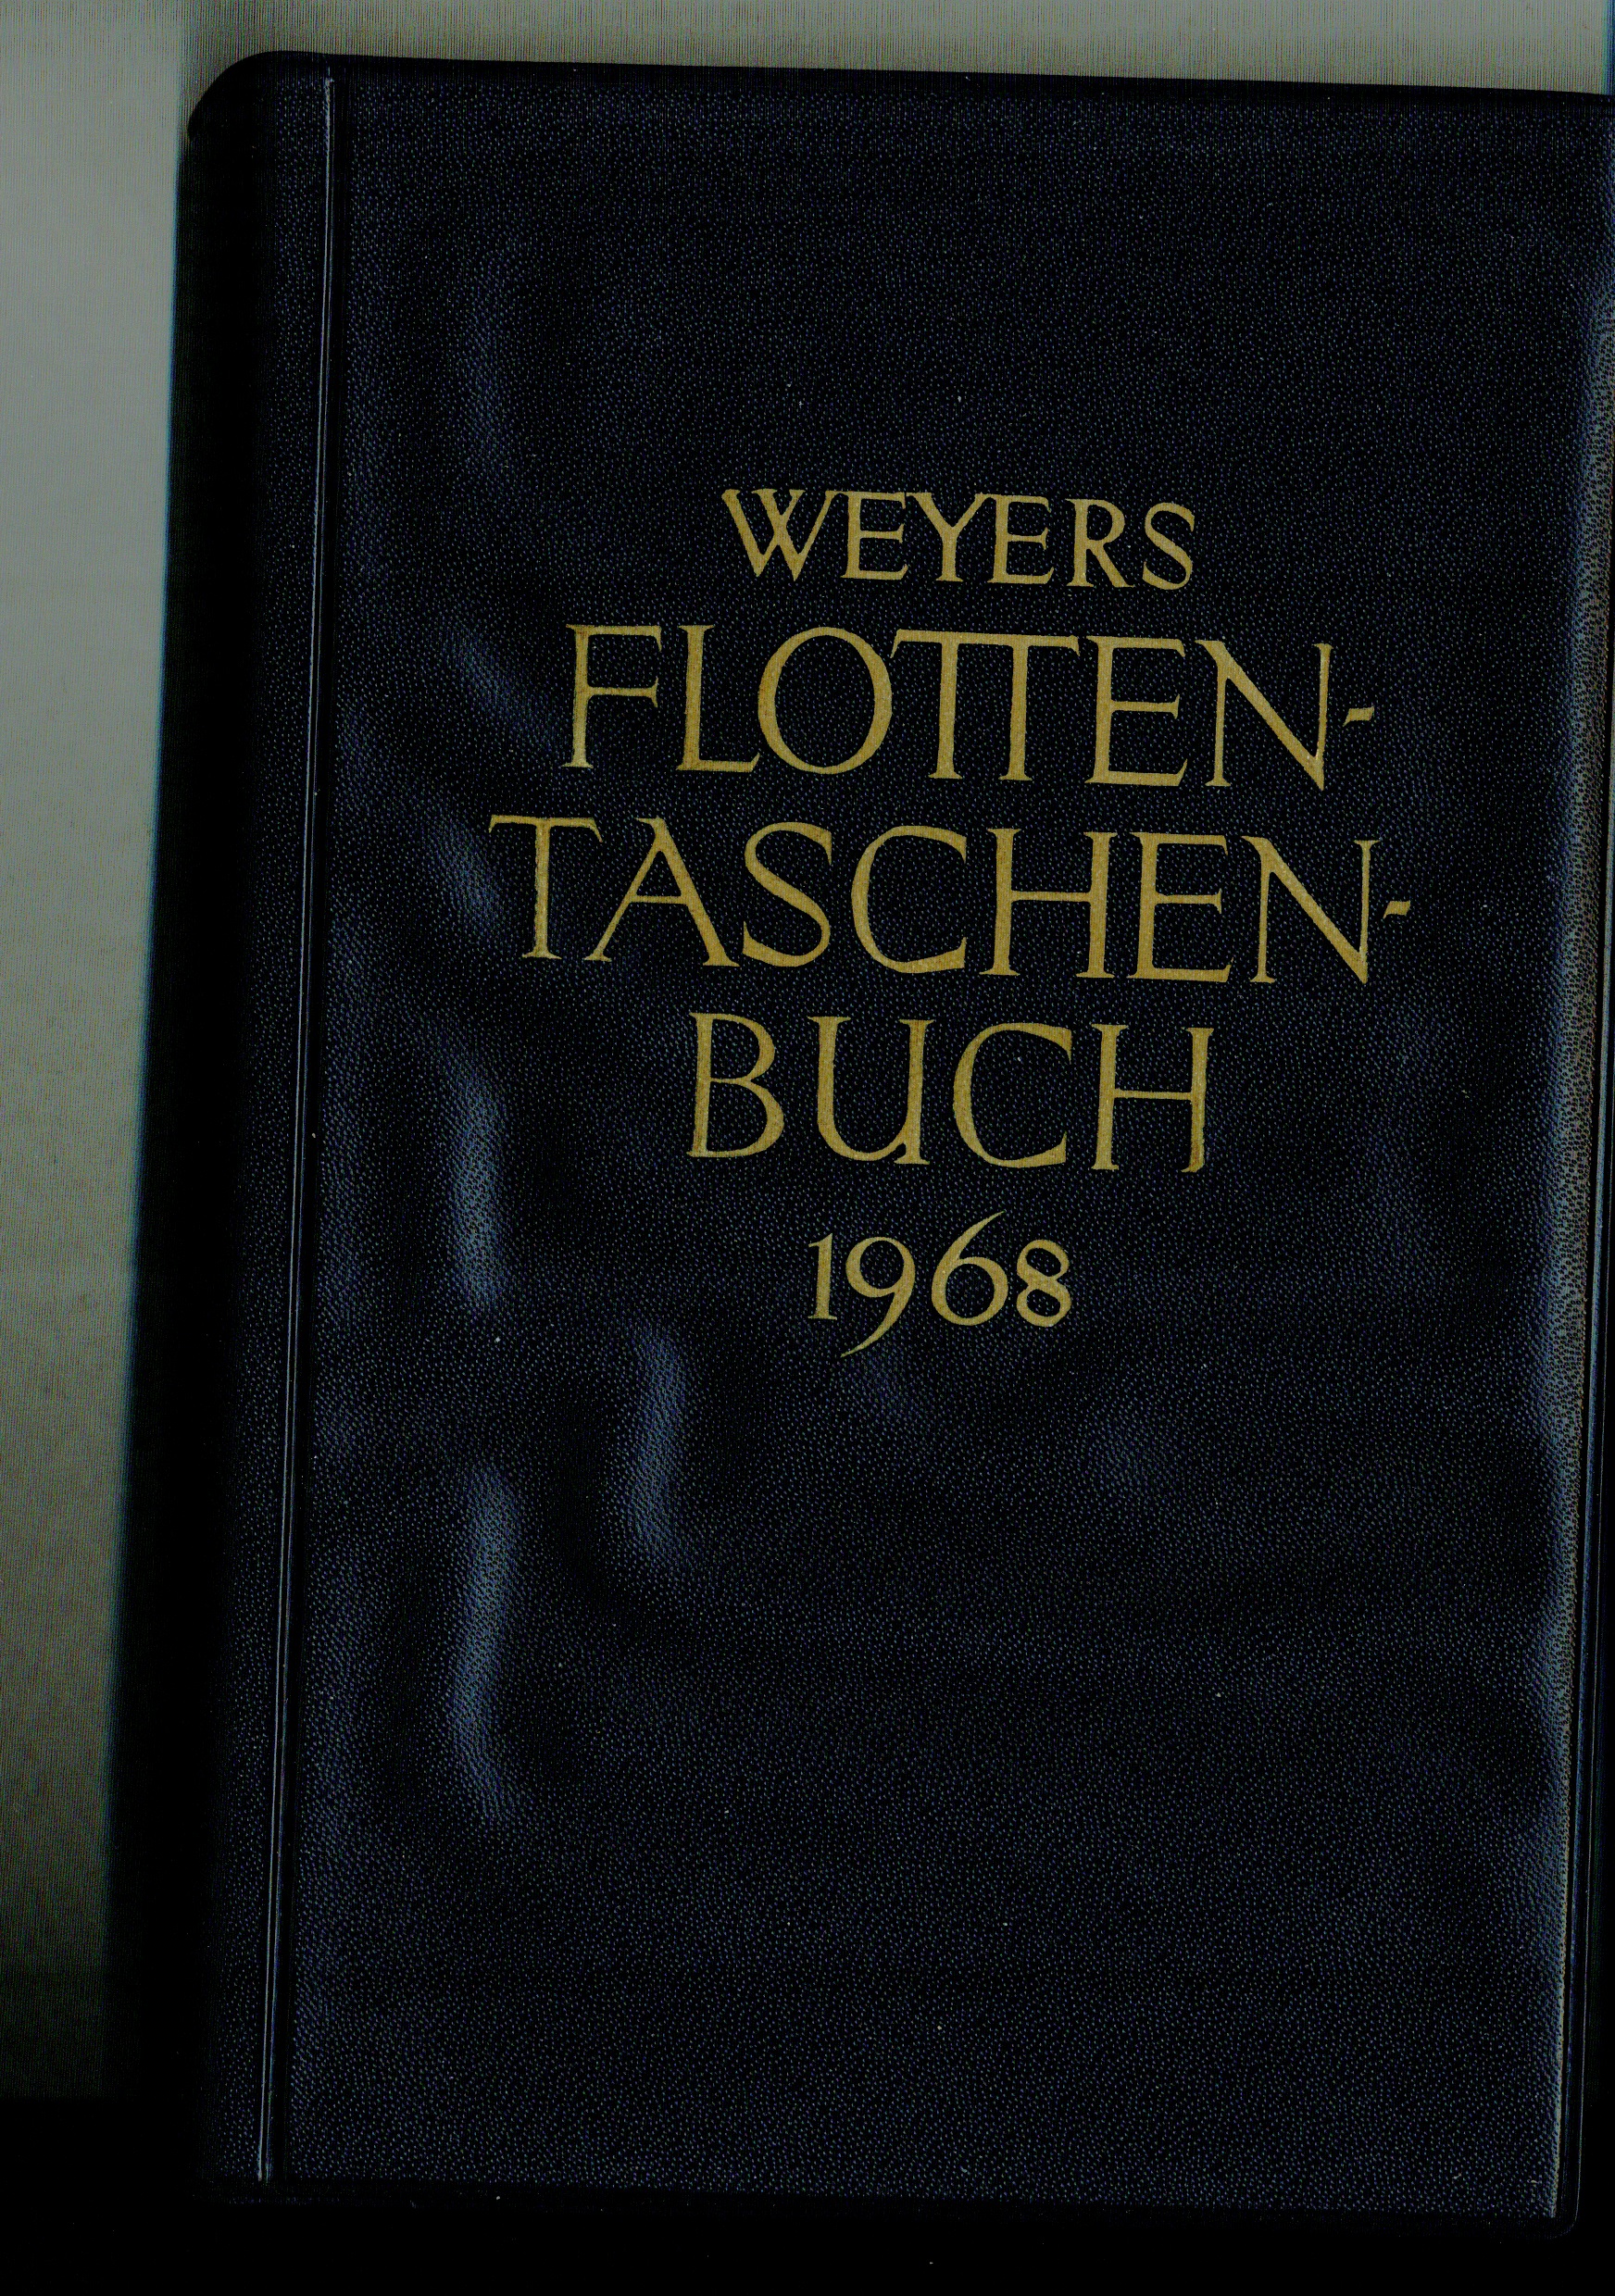 WEYERS
FLOTTEN-
TASCHEN-
BUCH
1968